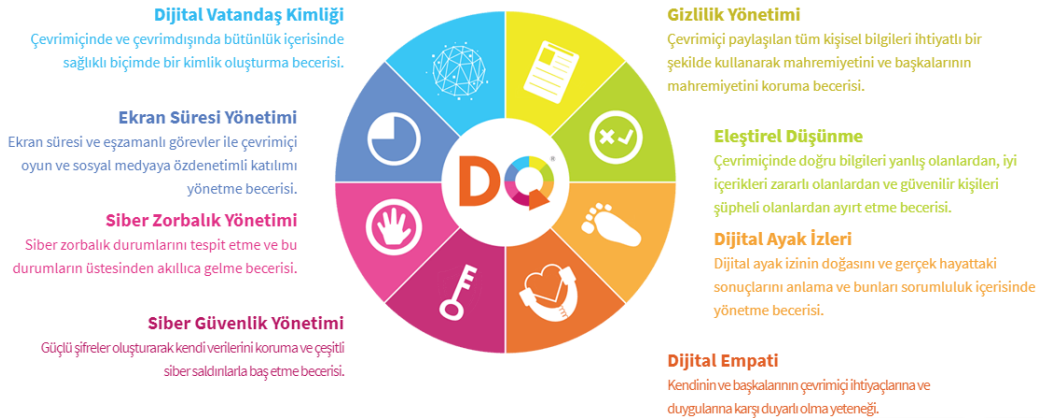 Dijital Vatandaş Kimliği
Çevrimiçinde ve çevrimdışında bütünlük içerisinde
sağlıklı biçimde bir kimlik oluşturma becerisi.
Ekran Süresi Yönetimi
Ekran süresi ve eşzamanlı görevler ile çevrimiçi
oyun ve sosyal medyaya özdenetimli katılımı
yönetme becerisi.
Siber Zorbalık Yönetimi
Siber zorbalık durumlarını tespit etme ve bu
durumların üstesinden akıllıca gelme becerisi.
Siber Güvenlik Yönetimi
Güçlü şifreler oluşturarak kendi verilerini koruma ve çeşitli
siber saldırılarla baş etme becerisi.
DQ®
Gizlilik Yönetimi
Çevrimiçi paylaşılan tüm kişisel bilgileri ihtiyatlı bir
şekilde kullanarak mahremiyetini ve başkalarının
mahremiyetini koruma becerisi.
Eleştirel Düşünme
Çevrimiçinde doğru bilgileri yanlış olanlardan, iyi
içerikleri zararlı olanlardan ve güvenilir kişileri
şüpheli olanlardan ayırt etme becerisi.
Dijital Ayak İzleri
Dijital ayak izinin doğasını ve gerçek hayattaki
sonuçlarını anlama ve bunları sorumluluk içerisinde
yönetme becerisi.
Dijital Empati
Kendinin ve başkalarının çevrimiçi ihtiyaçlarına ve
duygularına karşı duyarlı olma yeteneği.